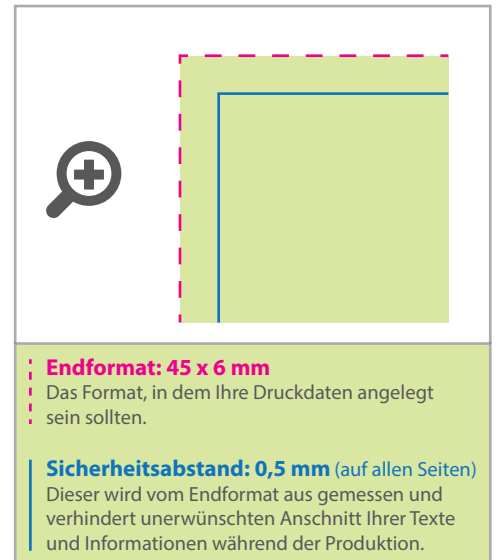 Endformat: 45 x 6 mm
Das Format, in dem Ihre Druckdaten angelegt
sein sollten.
Sicherheitsabstand: 0,5 mm (auf allen Seiten)
Dieser wird vom Endformat aus gemessen und
verhindert unerwünschten Anschnitt Ihrer Texte
und Informationen während der Produktion.